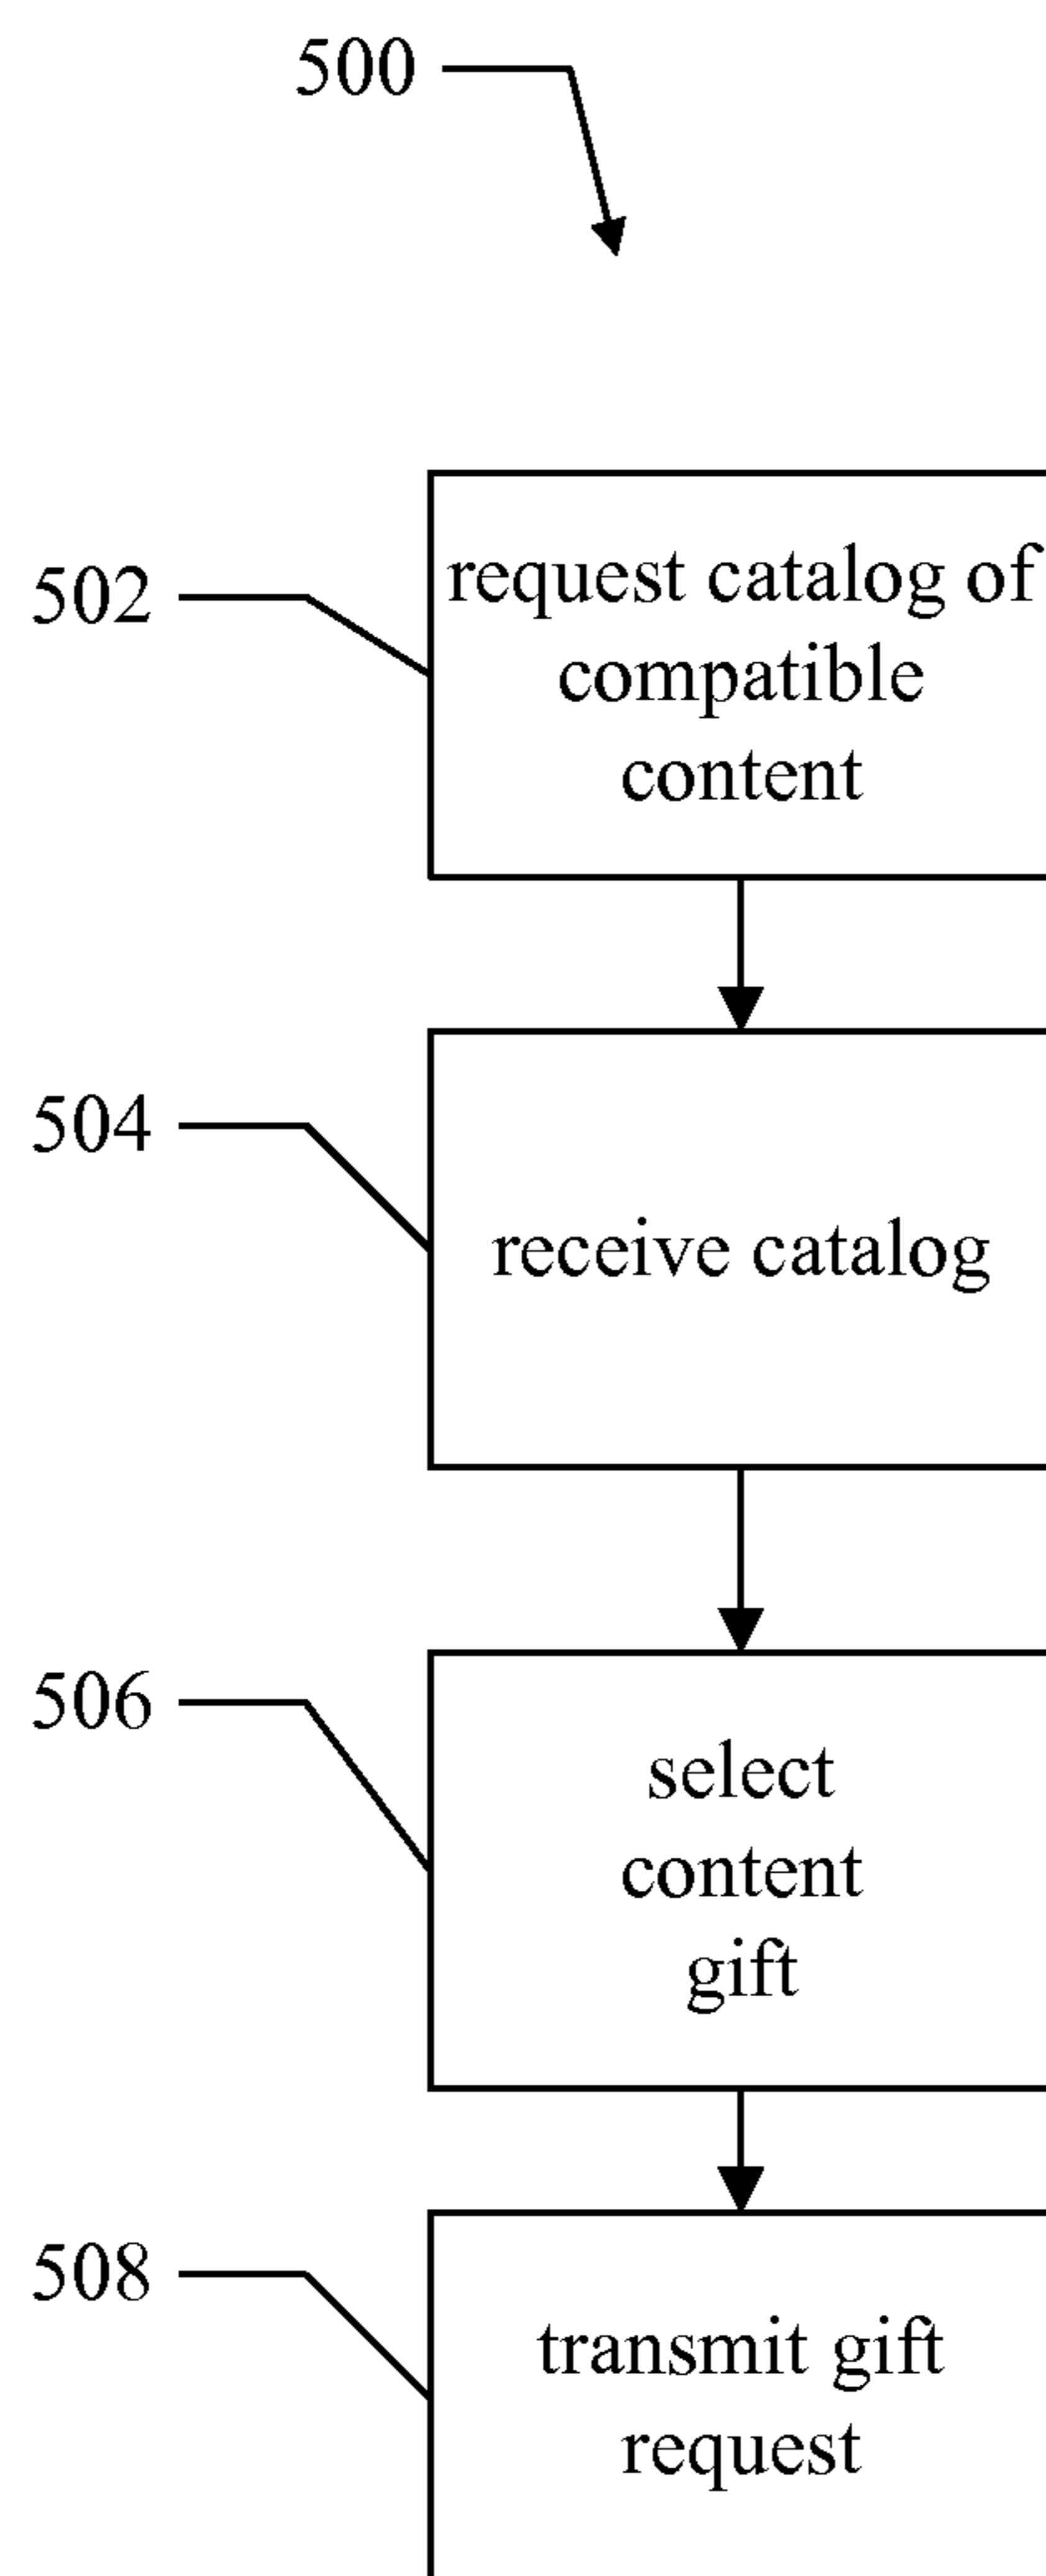 500
502
request catalog of
compatible
content
504
receive catalog
506
select
content
gift
508
transmit gift
request